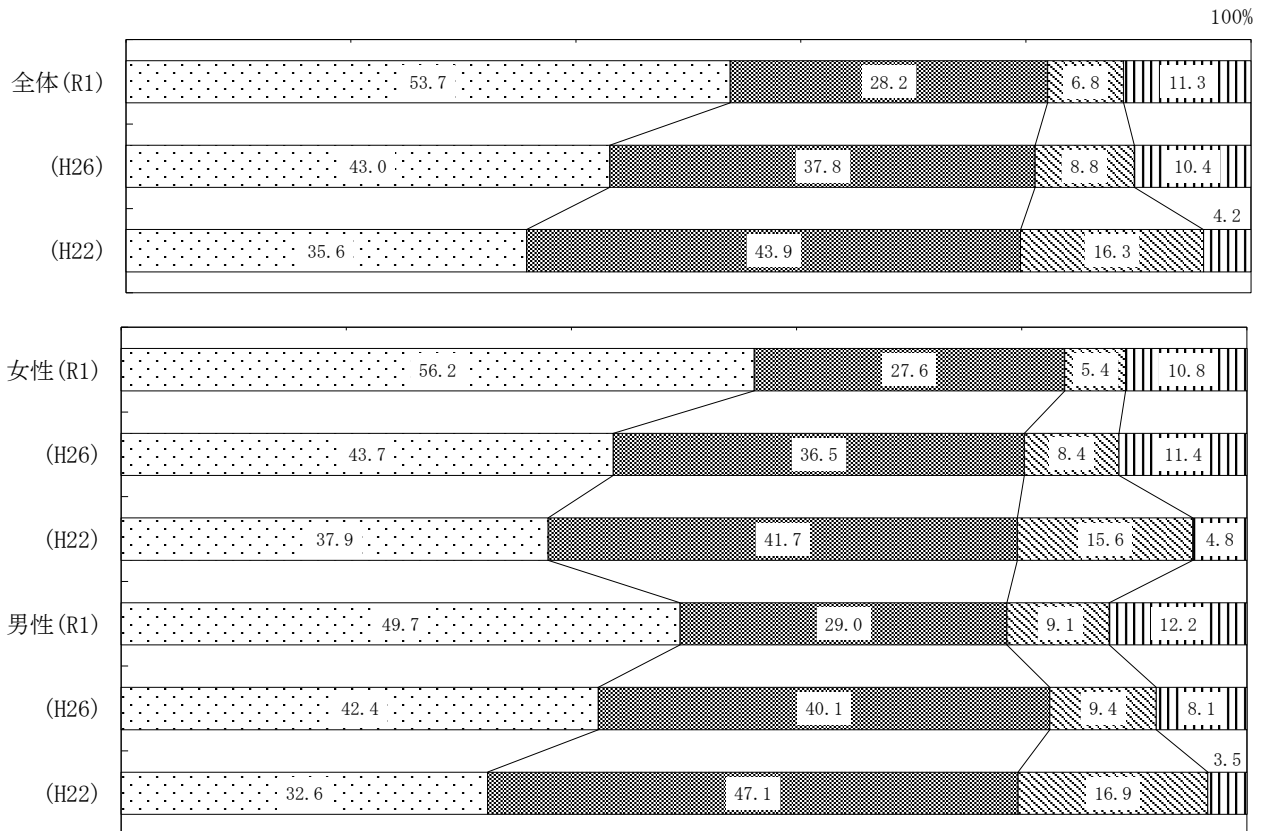 100%
全体(R1) 53.7 28.2 6.8 11.3
(H26) 43.0 37.8 8.8 10.4
4.2
(H22) 35.6 43.9 16.3
女性(R1) 56.2 27.6 5.4 10.8
(H26) 43.7 36.5 8.4 11.4
(H22) 37.9 41.7 15.6 4.8
男性(R1) 49.7 29.0 9.1 12.2
(H26) 42.4 40.1 9.4 8.1
3.5
(H22) 32.6 47.1 16.9